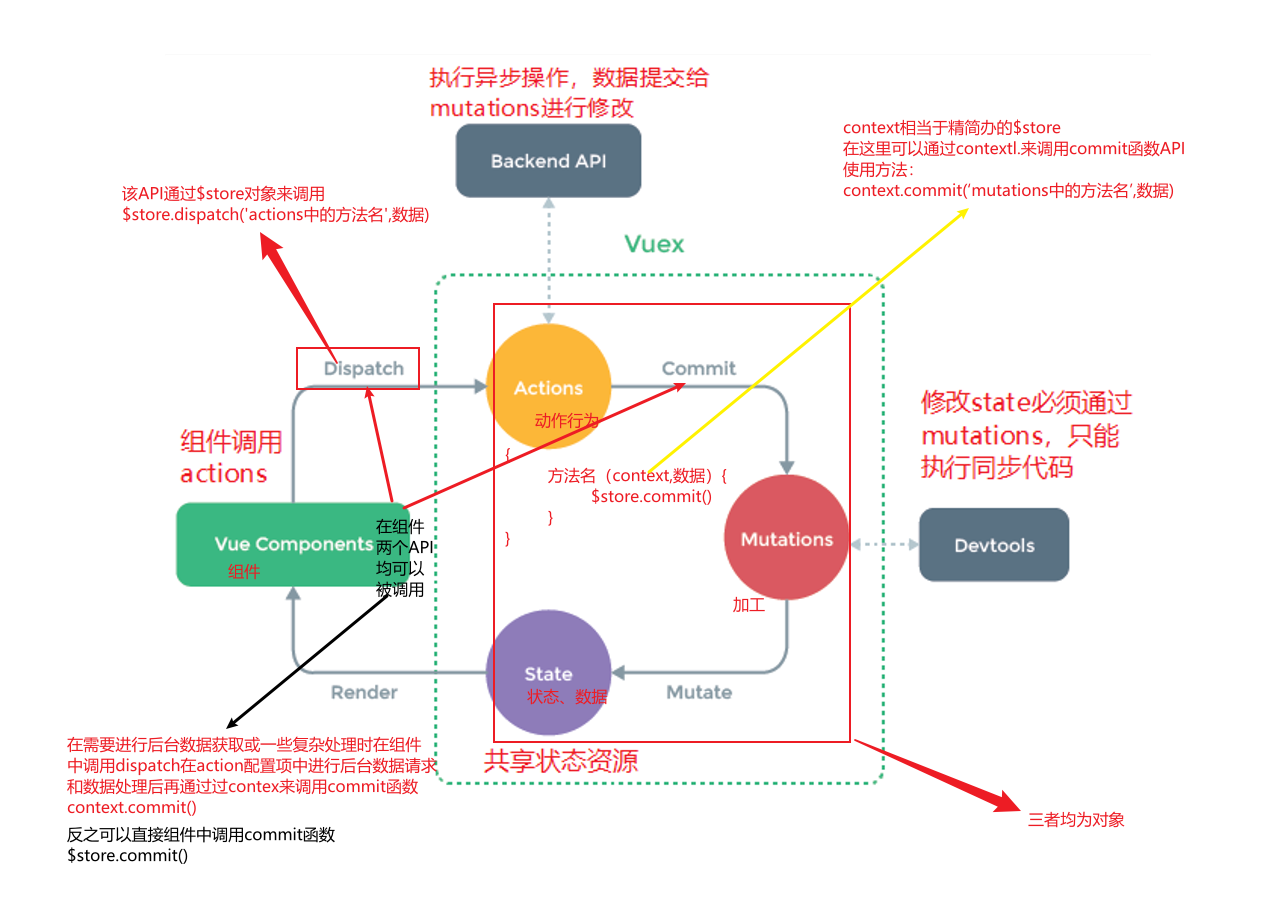 执行异步操作，数据提交给
mutations进行修改
Backend API
context相当于精简办的$store
在这里可以通过contextl.来调用commit函数API
使用方法：
context.commit(‘mutations中的方法名’,数据)
该API通过$store对象来调用
$store.dispatch('actions中的方法名',数据)
Vuex
Dispatch
Commit
Actions
动作行为
修改state必须通过
mutations，只能
执行同步代码
组件调用
actions
{
方法名（context,数据）{
$store.commit()
}
}
Vue Components
组件
在组件
两个API
均可以
被调用
Mutations
加工
Devtools
State
状态、数据
Render
Mutate
共享状态资源
在需要进行后台数据获取或一些复杂处理时在组件
中调用dispatch在action配置项中进行后台数据请求
和数据处理后再通过过contex来调用commit函数
context.commit()
反之可以直接组件中调用commit函数
$store.commit()
三者均为对象